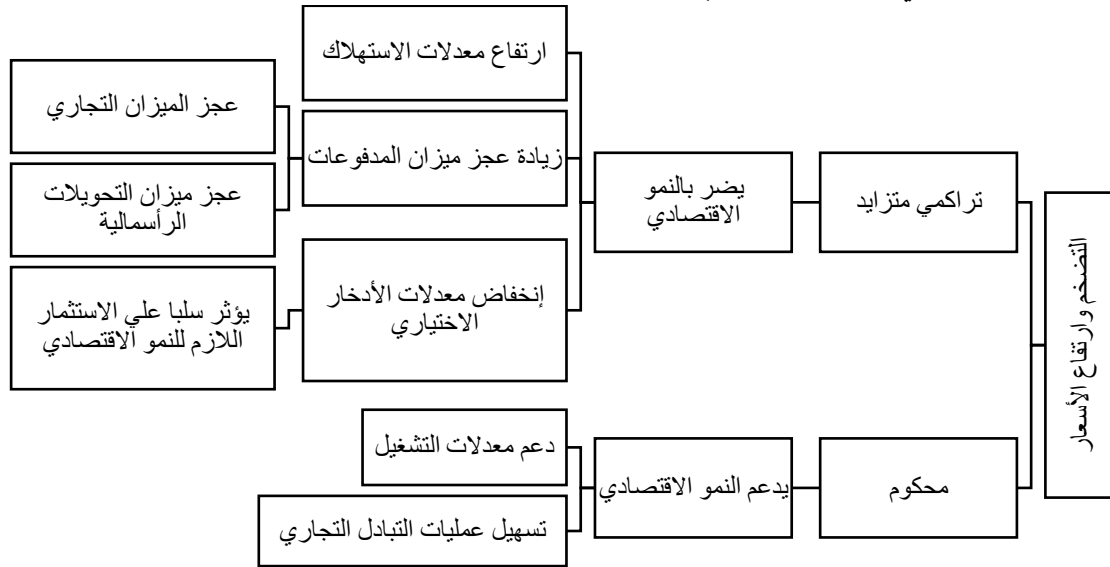 التضخم وارتفاع الأسعار
تراكمي متزايد
يضر بالنمو
الاقتصادي
ارتفاع معدلات الاستهلاك
زيادة عجز ميزان المدفوعات
عجز الميزان التجاري
عجز ميزان التحويلات
الرأسمالية
إنخفاض معدلات الأدخار
الاختياري
يؤثر سلبا علي الاستثمار
اللازم للنمو الاقتصادي
محكوم
يدعم النمو الاقتصادي
دعم معدلات التشغيل
تسهيل عمليات التبادل التجاري